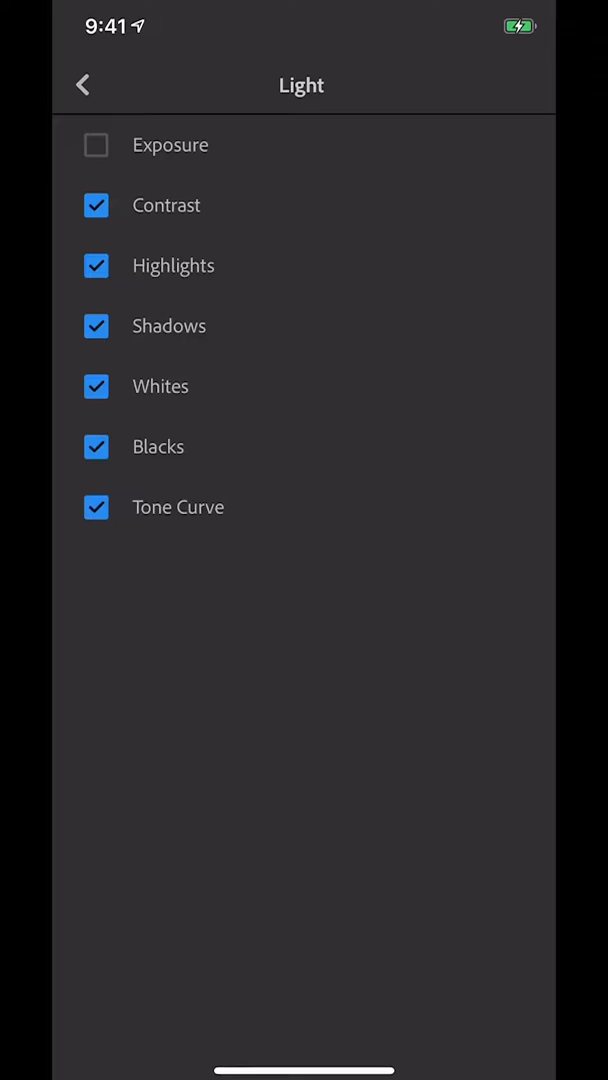 9:41
Light
Exposure
Contrast
Highlights
Shadows
Whites
Blacks
Tone Curve